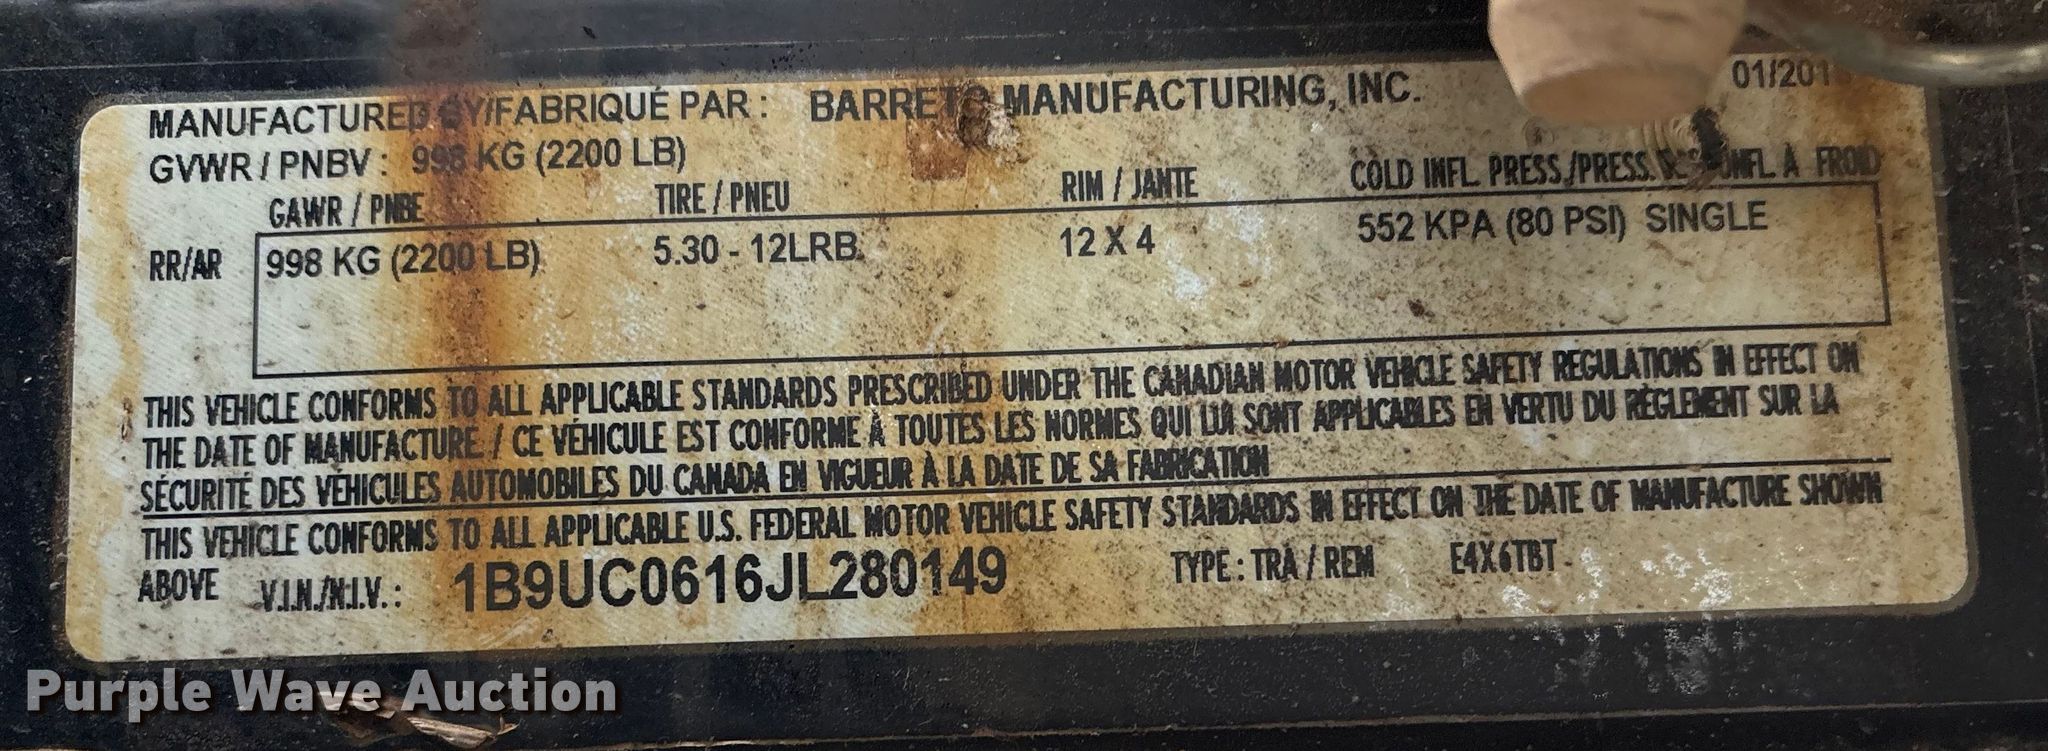 MANUFACTURED BY/FABRIQUÉ PAR : BARRETO MANUFACTURING, INC.
GVWR / PNBV : 998 KG (2200 LB)
GAWR / PNBE TIRE / PNEU RIM / JANTE COLD INFL. PRESS./PRESS. DE GONFL. À FROID
RR/AR 998 KG (2200 LB) 5.30 - 12LRB 12 X 4 552 KPA (80 PSI) SINGLE
THIS VEHICLE CONFORMS TO ALL APPLICABLE STANDARDS PRESCRIBED UNDER THE CANADIAN MOTOR VEHICLE SAFETY REGULATIONS IN EFFECT ON
THE DATE OF MANUFACTURE / CE VÉHICULE EST CONFORME À TOUTES LES NORMES QUI LUI SONT APPLICABLES EN VERTU DU RÈGLEMENT SUR LA
SÉCURITÉ DES VÉHICULES AUTOMOBILES DU CANADA EN VIGUEUR À LA DATE DE SA FABRICATION
THIS VEHICLE CONFORMS TO ALL APPLICABLE U.S. FEDERAL MOTOR VEHICLE SAFETY STANDARDS IN EFFECT ON THE DATE OF MANUFACTURE SHOWN
ABOVE V.I.N./N.I.V. : 1B9UC0616JL280149 TYPE : TRA / REM E4X6TBT
Purple Wave Auction